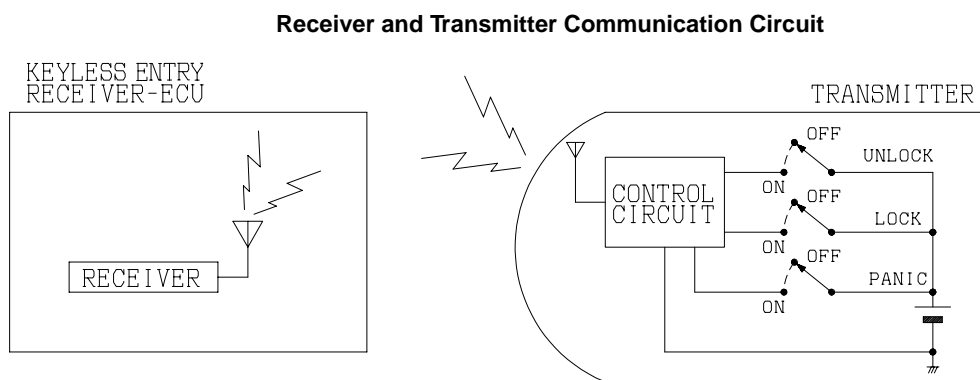 Receiver and Transmitter Communication Circuit
KEYLESS ENTRY
RECEIVER-ECU
RECEIVER
TRANSMITTER
CONTROL
CIRCUIT
OFF
UNLOCK
ON
OFF
LOCK
ON
OFF
PANIC
ON